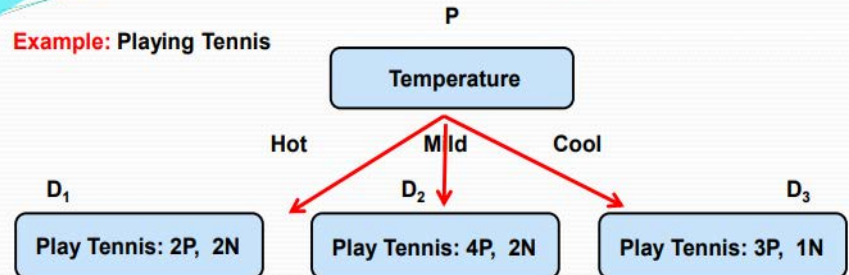 P
Example: Playing Tennis
Temperature
Hot Mild Cool
D₁ D₂ D₃
Play Tennis: 2P, 2N Play Tennis: 4P, 2N Play Tennis: 3P, 1N